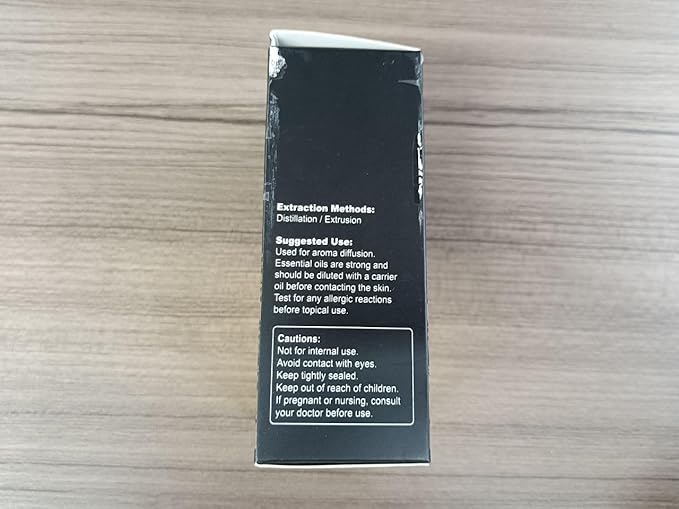 Extraction Methods:
Distillation / Extrusion
Suggested Use:
Used for aroma diffusion.
Essential oils are strong and
should be diluted with a carrier
oil before contacting the skin.
Test for any allergic reactions
before topical use.
Cautions:
Not for internal use.
Avoid contact with eyes.
Keep tightly sealed.
Keep out of reach of children.
If pregnant or nursing, consult
your doctor before use.